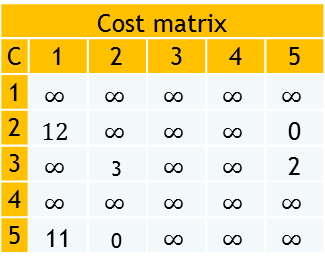 Cost matrix
C 1 2 3 4 5
1 ∞ ∞ ∞ ∞ ∞
2 12 ∞ ∞ ∞ 0
3 ∞ 3 ∞ ∞ 2
4 ∞ ∞ ∞ ∞ ∞
5 11 0 ∞ ∞ ∞